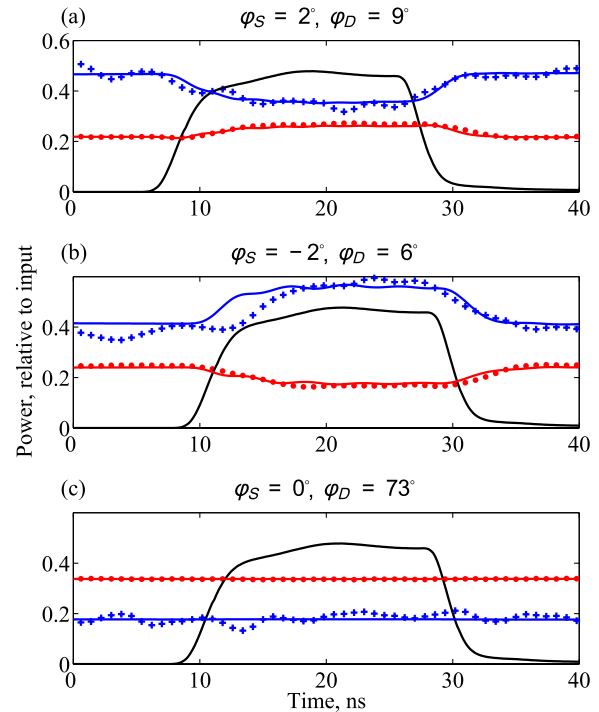 (a) φS = 2°, φD = 9°
0.4
0.2
0
0 10 20 30 40
(b) φS = −2°, φD = 6°
0.4
0.2
0
0 10 20 30 40
(c) φS = 0°, φD = 73°
0.4
0.2
0
0 10 20 30 40
Time, ns
Power, relative to input